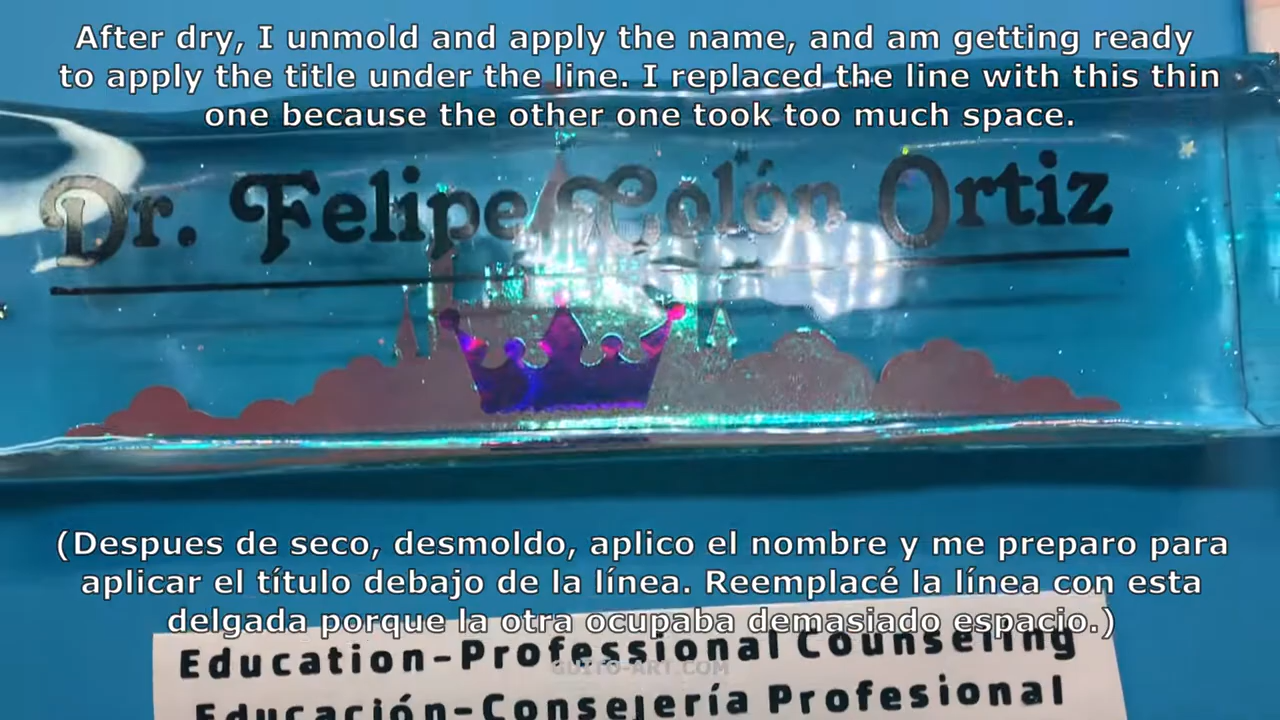 After dry, I unmold and apply the name, and am getting ready
to apply the title under the line. I replaced the line with this thin
one because the other one took too much space.
Dr. Felipe Colón Ortiz
(Despues de seco, desmoldo, aplico el nombre y me preparo para
aplicar el título debajo de la línea. Reemplacé la línea con esta
delgada porque la otra ocupaba demasiado espacio.)
Education-Professional Counseling
GUITO-ART.COM
Educación-Consejería Profesional